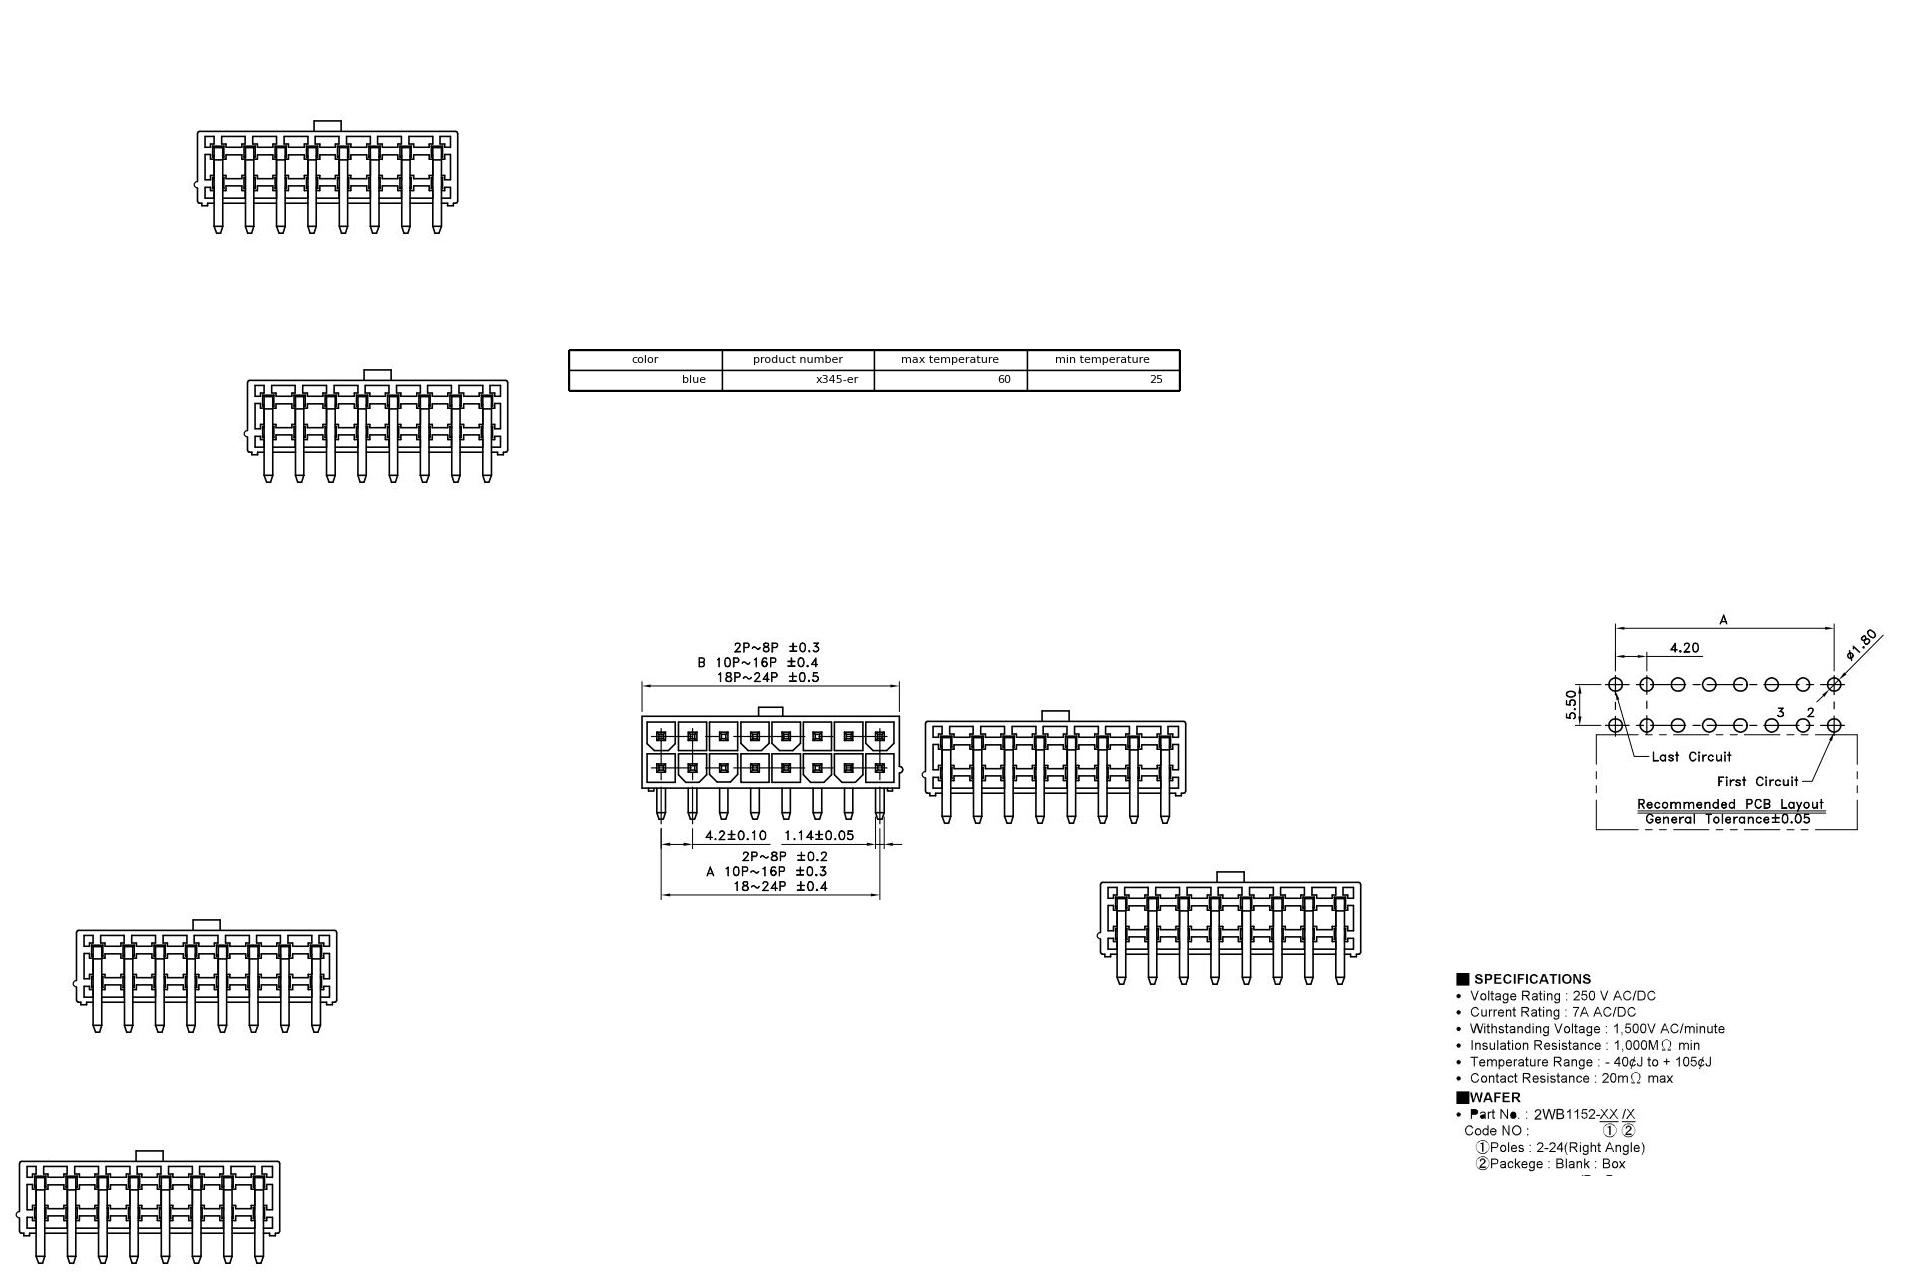 color product number max temperature min temperature
blue x345-er 60 25
2P~8P ±0.3
B 10P~16P ±0.4
18P~24P ±0.5
4.2±0.10 1.14±0.05
2P~8P ±0.2
A 10P~16P ±0.3
18~24P ±0.4
A
4.20
ø1.80
5.50
3 2
Last Circuit
First Circuit
Recommended PCB Layout
General Tolerance±0.05
■ SPECIFICATIONS
• Voltage Rating : 250 V AC/DC
• Current Rating : 7A AC/DC
• Withstanding Voltage : 1,500V AC/minute
• Insulation Resistance : 1,000MΩ min
• Temperature Range : - 40¢J to + 105¢J
• Contact Resistance : 20mΩ max
■WAFER
• Part No. : 2WB1152-XX /X
Code NO : ① ②
①Poles : 2-24(Right Angle)
②Packege : Blank : Box